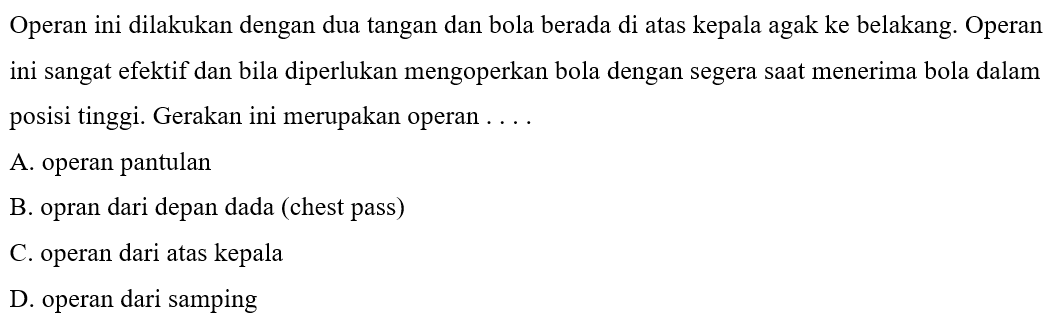 Operan ini dilakukan dengan dua tangan dan bola berada di atas kepala agak ke belakang. Operan
ini sangat efektif dan bila diperlukan mengoperkan bola dengan segera saat menerima bola dalam
posisi tinggi. Gerakan ini merupakan operan . . . .
A. operan pantulan
B. opran dari depan dada (chest pass)
C. operan dari atas kepala
D. operan dari samping